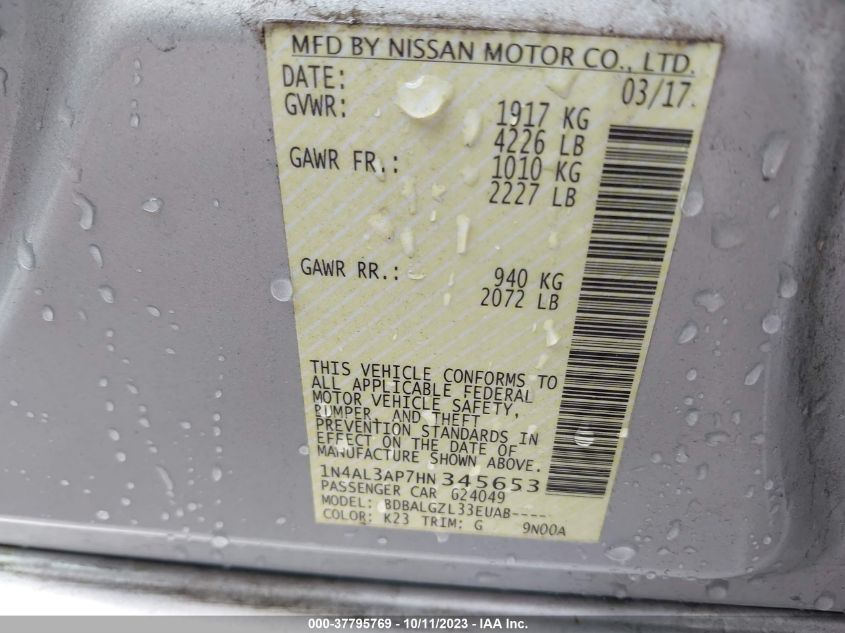 MFD BY NISSAN MOTOR CO., LTD.
DATE: 03/17
GVWR: 1917 KG
4226 LB
GAWR FR.: 1010 KG
2227 LB
GAWR RR.: 940 KG
2072 LB
THIS VEHICLE CONFORMS TO
ALL APPLICABLE FEDERAL
MOTOR VEHICLE SAFETY,
BUMPER, AND THEFT
PREVENTION STANDARDS IN
EFFECT ON THE DATE OF
MANUFACTURE SHOWN ABOVE.
1N4AL3AP7HN345653
PASSENGER CAR G24049
MODEL: BDBALGZL33EUAB-----
COLOR: K23 TRIM: G 9N00A
000-37795769 - 10/11/2023 - IAA Inc.